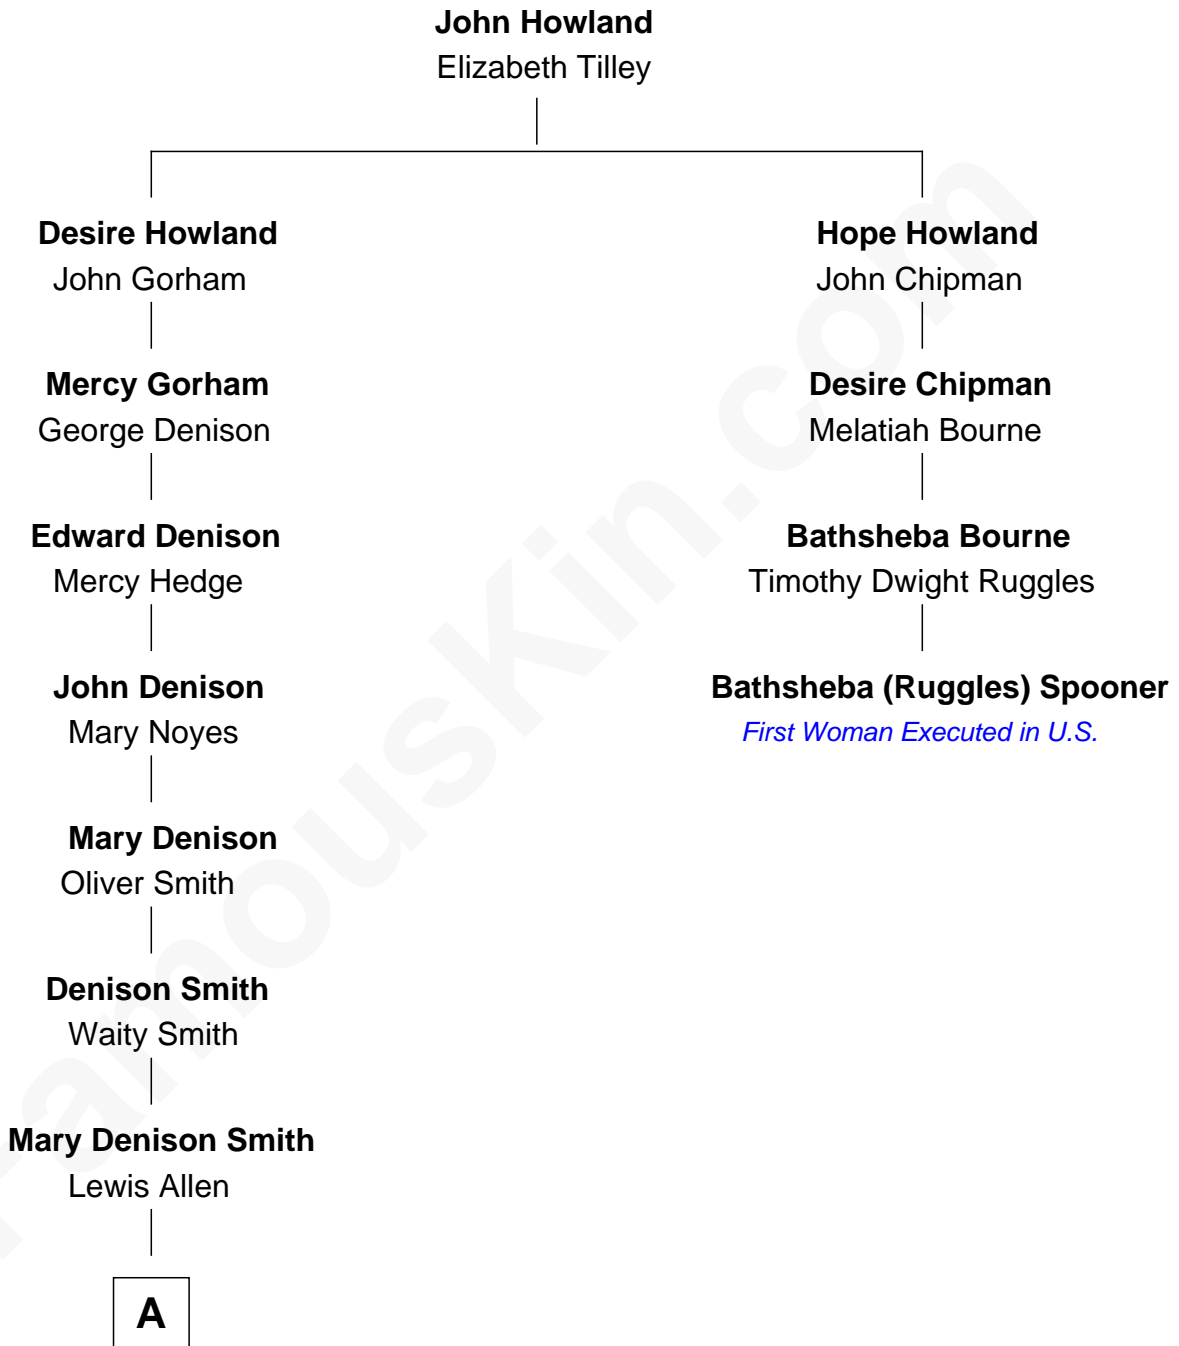 John Howland
Elizabeth Tilley
Desire Howland
John Gorham
Hope Howland
John Chipman
Mercy Gorham
George Denison
Desire Chipman
Melatiah Bourne
Edward Denison
Mercy Hedge
Bathsheba Bourne
Timothy Dwight Ruggles
John Denison
Mary Noyes
Bathsheba (Ruggles) Spooner
First Woman Executed in U.S.
Mary Denison
Oliver Smith
Denison Smith
Waity Smith
Mary Denison Smith
Lewis Allen
A
FamousKin.com